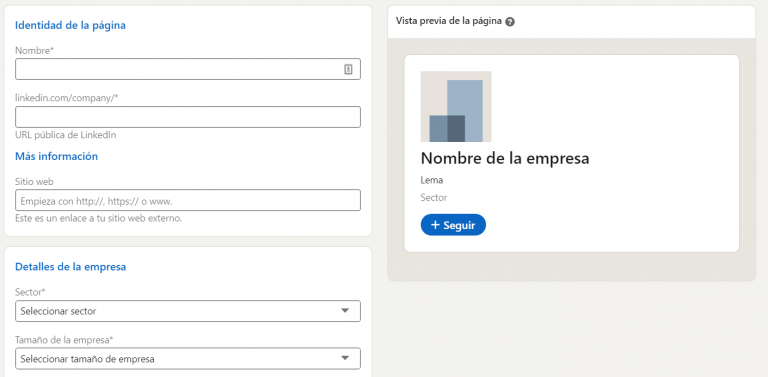 Identidad de la página
Nombre*
linkedin.com/company/*
URL pública de LinkedIn
Más información
Sitio web
Empieza con http://, https:// o www.
Este es un enlace a tu sitio web externo.
Detalles de la empresa
Sector*
Seleccionar sector
Tamaño de la empresa*
Seleccionar tamaño de empresa
Vista previa de la página ?
Nombre de la empresa
Lema
Sector
+ Seguir